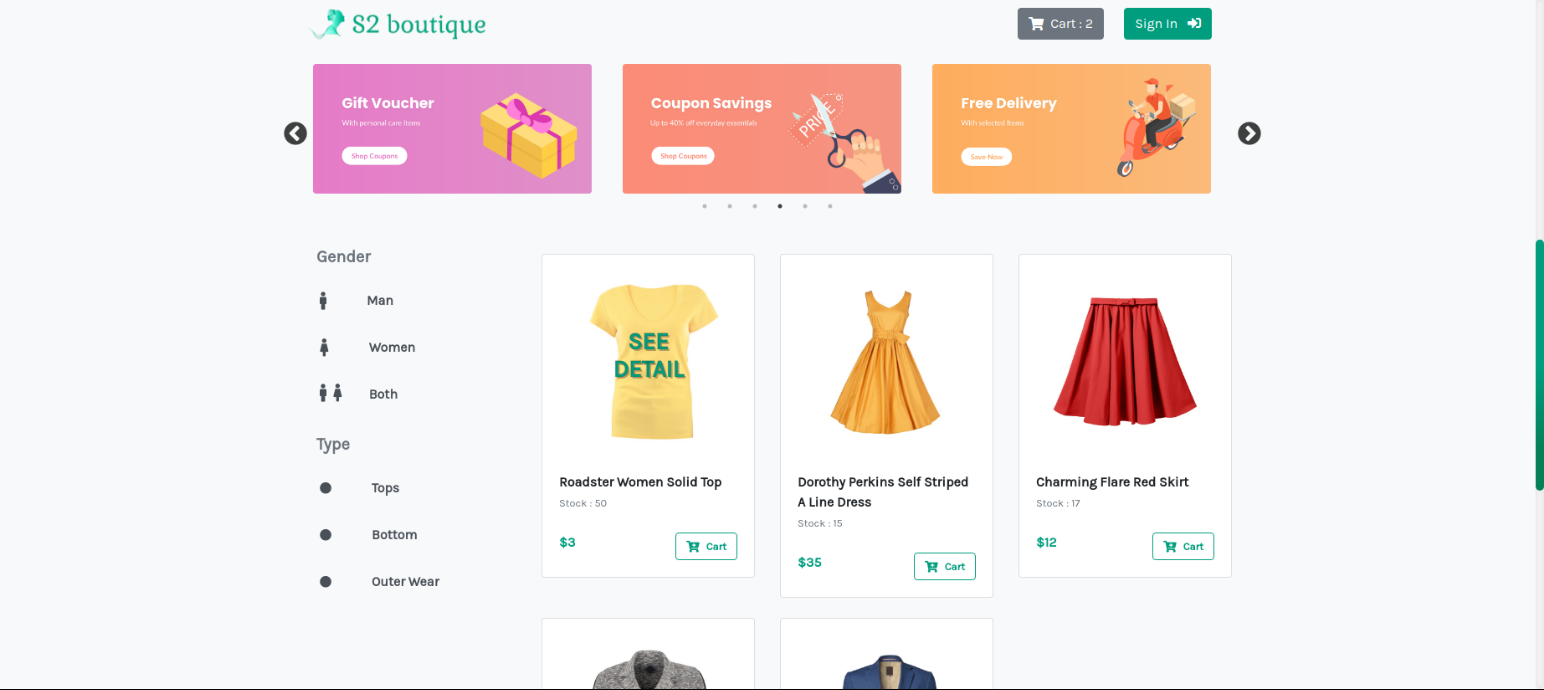 S2 boutique
Cart : 2
Sign In
Gift Voucher
With personal care items
Shop Coupons
Coupon Savings
Up to 40% off everyday essentials
Shop Coupons
PRICE
Free Delivery
With selected items
Save Now
Gender
Man
Women
Both
Type
Tops
Bottom
Outer Wear
SEE
DETAIL
Roadster Women Solid Top
Stock : 50
$3
Cart
Dorothy Perkins Self Striped
A Line Dress
Stock : 15
$35
Cart
Charming Flare Red Skirt
Stock : 17
$12
Cart